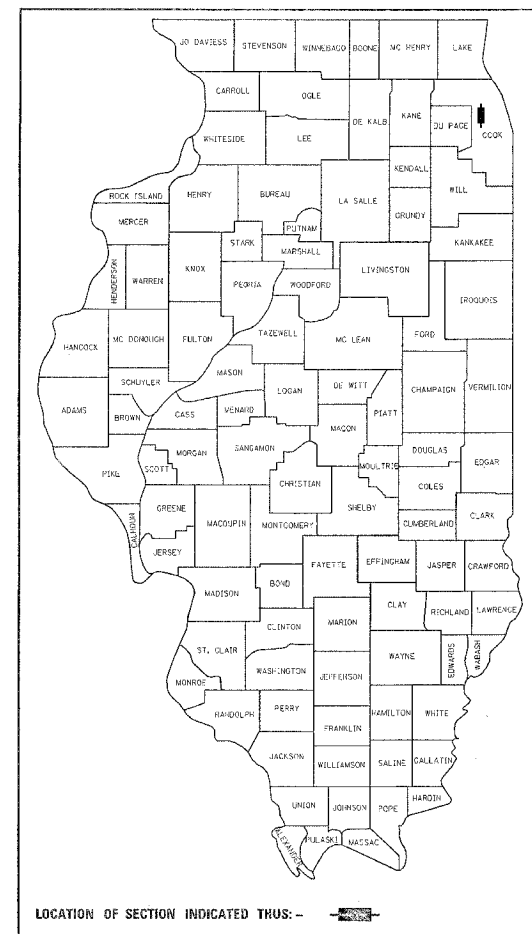 JO DAVIESS STEVENSON WINNEBAGO BOONE MC HENRY LAKE
CARROLL OGLE DE KALB KANE DU PAGE COOK
WHITESIDE LEE
KENDALL WILL
ROCK ISLAND HENRY BUREAU LA SALLE GRUNDY
MERCER PUTNAM
STARK MARSHALL KANKAKEE
HENDERSON WARREN KNOX PEORIA WOODFORD LIVINGSTON IROQUOIS
FULTON TAZEWELL MC LEAN FORD
HANCOCK MC DONOUGH MASON
SCHUYLER LOGAN DE WITT CHAMPAIGN VERMILION
ADAMS BROWN CASS VENARD MACON PIATT
MORGAN SANGAMON DOUGLAS EDGAR
PIKE SCOTT CHRISTIAN MOULTRIE COLES
CALHOUN GREENE MACOUPIN MONTGOMERY SHELBY CUMBERLAND CLARK
JERSEY FAYETTE EFFINGHAM JASPER CRAWFORD
MADISON BOND CLAY RICHLAND LAWRENCE
CLINTON MARION
ST. CLAIR WAYNE EDWARDS WABASH
WASHINGTON JEFFERSON
MONROE
RANDOLPH PERRY HAMILTON WHITE
FRANKLIN
JACKSON WILLIAMSON SALINE GALLATIN
UNION JOHNSON POPE HARDIN
ALEXANDER PULASKI MASSAC
LOCATION OF SECTION INDICATED THUS: -